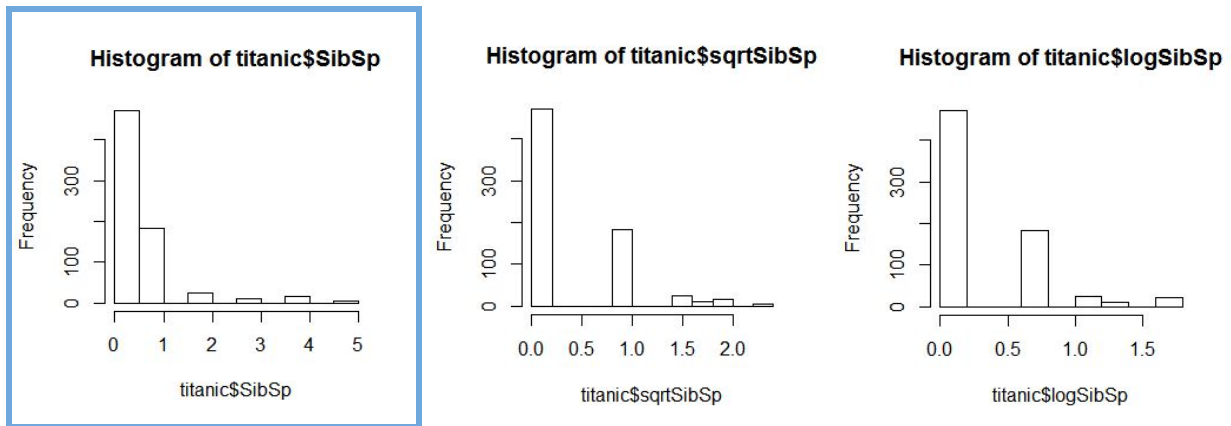 Histogram of titanic$SibSp
Frequency
300
100
0
0 1 2 3 4 5
titanic$SibSp
Histogram of titanic$sqrtSibSp
Frequency
300
100
0
0.0 0.5 1.0 1.5 2.0
titanic$sqrtSibSp
Histogram of titanic$logSibSp
Frequency
300
100
0
0.0 0.5 1.0 1.5
titanic$logSibSp